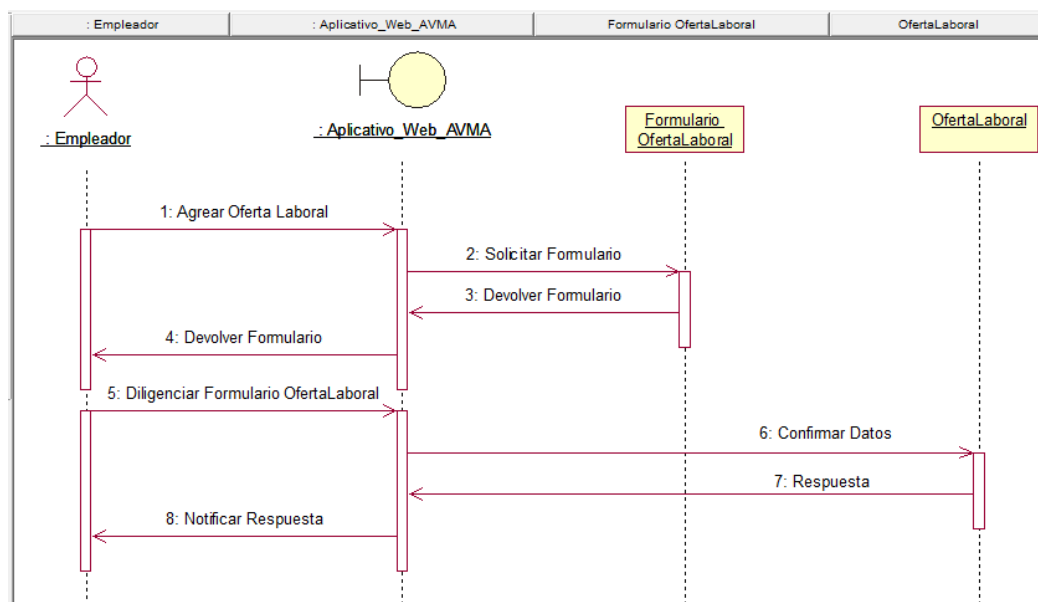 : Empleador
: Aplicativo_Web_AVMA
Formulario OfertaLaboral
OfertaLaboral
: Empleador
: Aplicativo_Web_AVMA
Formulario
OfertaLaboral
OfertaLaboral
1: Agrear Oferta Laboral
2: Solicitar Formulario
3: Devolver Formulario
4: Devolver Formulario
5: Diligenciar Formulario OfertaLaboral
6: Confirmar Datos
7: Respuesta
8: Notificar Respuesta